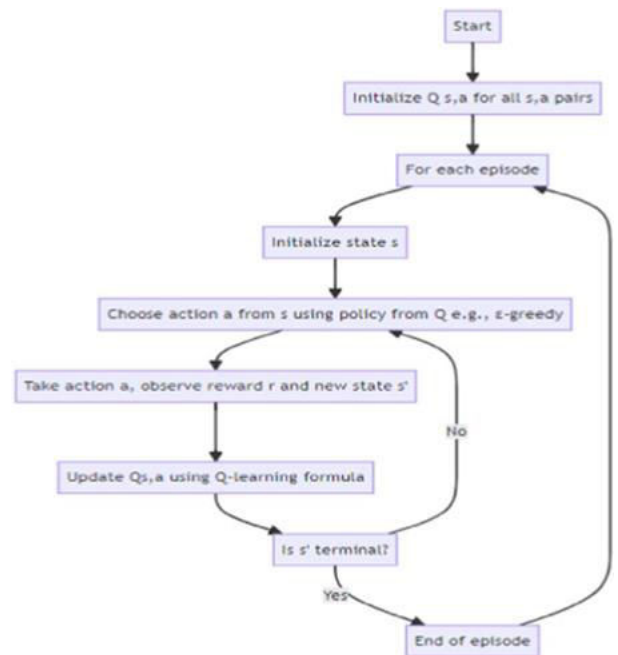 Start
Initialize Q s,a for all s,a pairs
For each episode
Initialize state s
Choose action a from s using policy from Q e.g., ε-greedy
Take action a, observe reward r and new state s'
No
Update Qs,a using Q-learning formula
Is s' terminal?
Yes
End of episode